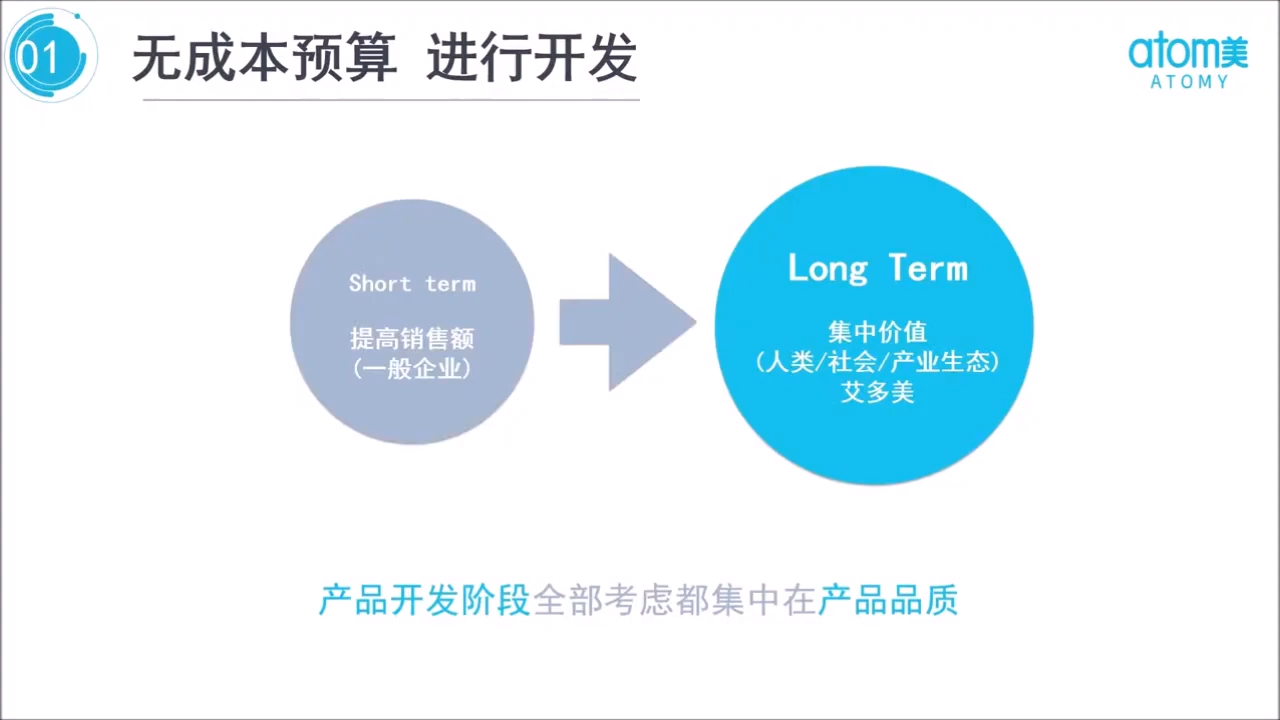 01
无成本预算 进行开发
atom美
ATOMY
Short term
提高销售额
(一般企业)
Long Term
集中价值
(人类/社会/产业生态)
艾多美
产品开发阶段全部考虑都集中在产品品质